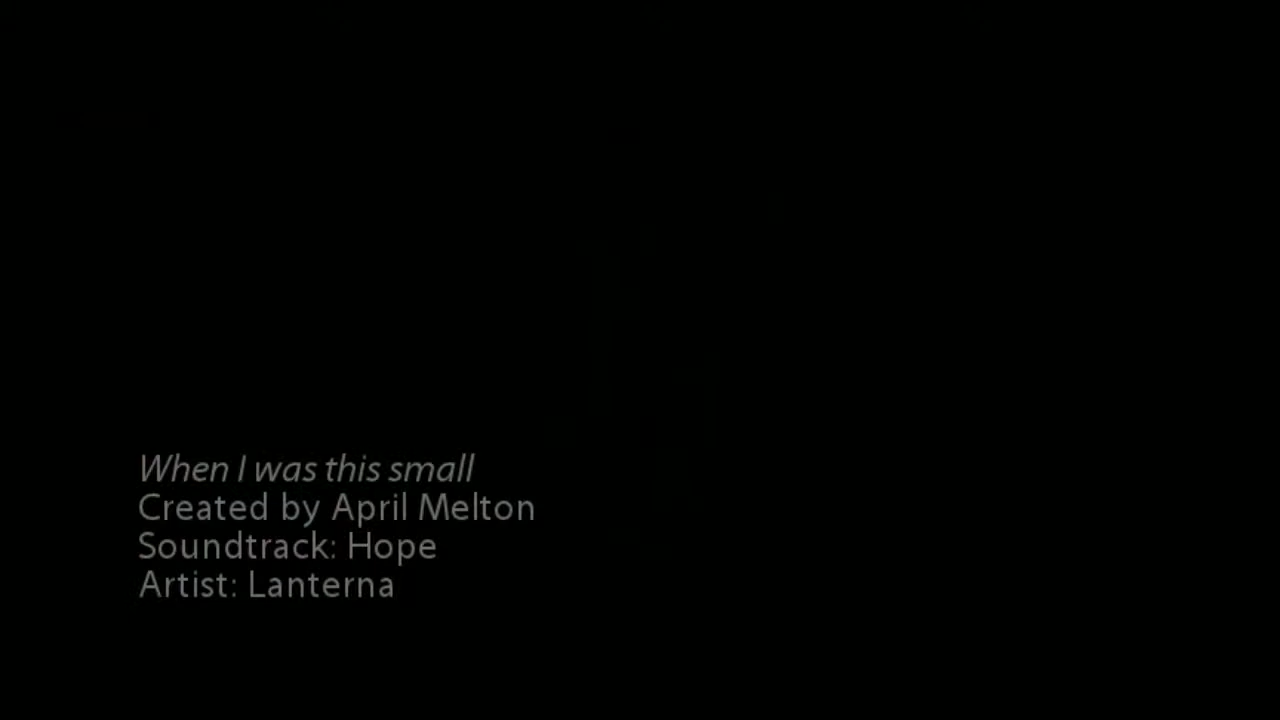 When I was this small
Created by April Melton
Soundtrack: Hope
Artist: Lanterna